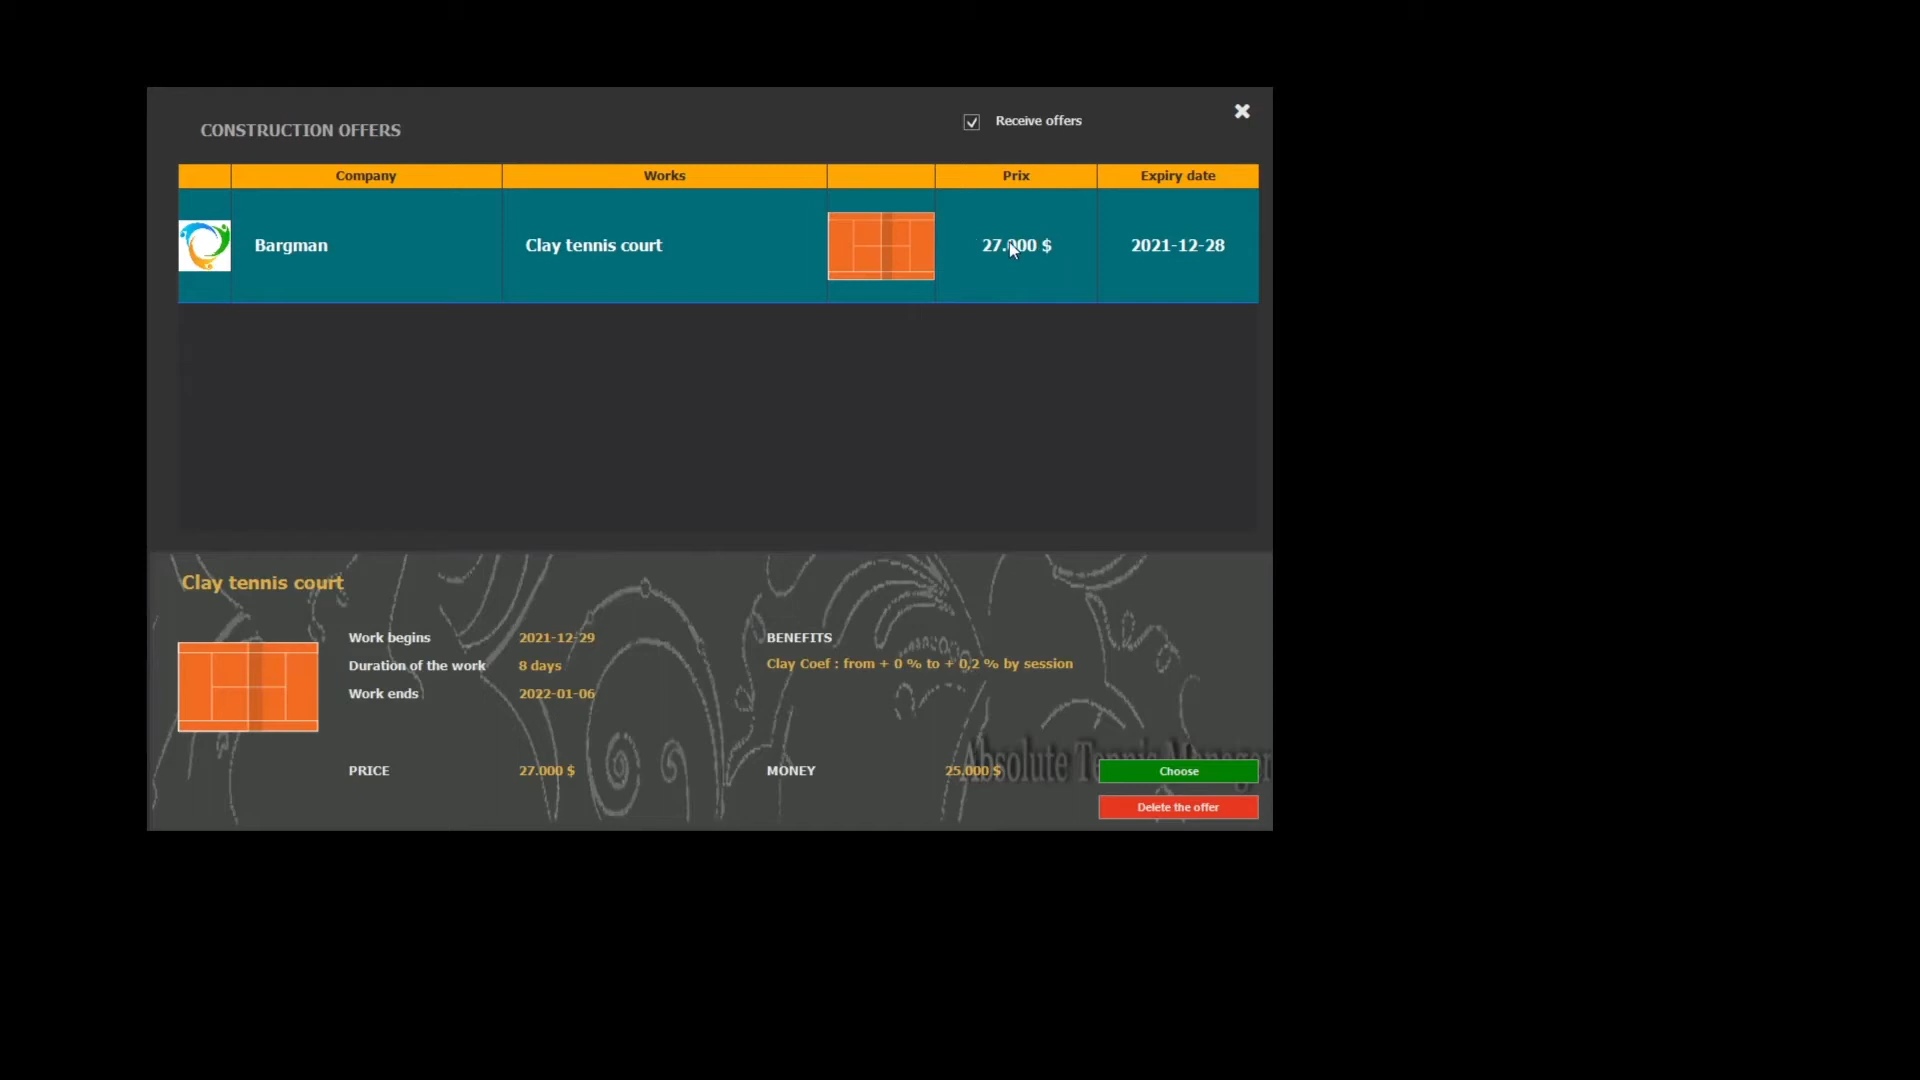 CONSTRUCTION OFFERS
Receive offers
Company Works Prix Expiry date
Bargman Clay tennis court 27.000 $ 2021-12-28
Clay tennis court
Work begins 2021-12-29 BENEFITS
Duration of the work 8 days Clay Coef : from + 0 % to + 0,2 % by session
Work ends 2022-01-06
Absolute Tennis Manager
PRICE 27.000 $ MONEY 25.000 $ Choose
Delete the offer